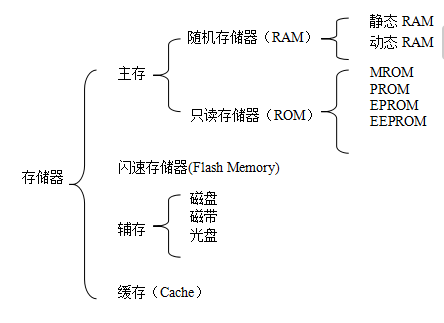 静态 RAM
随机存储器（RAM）
动态 RAM
主存
MROM
PROM
只读存储器（ROM）
EPROM
EEPROM
存储器
闪速存储器(Flash Memory)
磁盘
辅存
磁带
光盘
缓存（Cache）